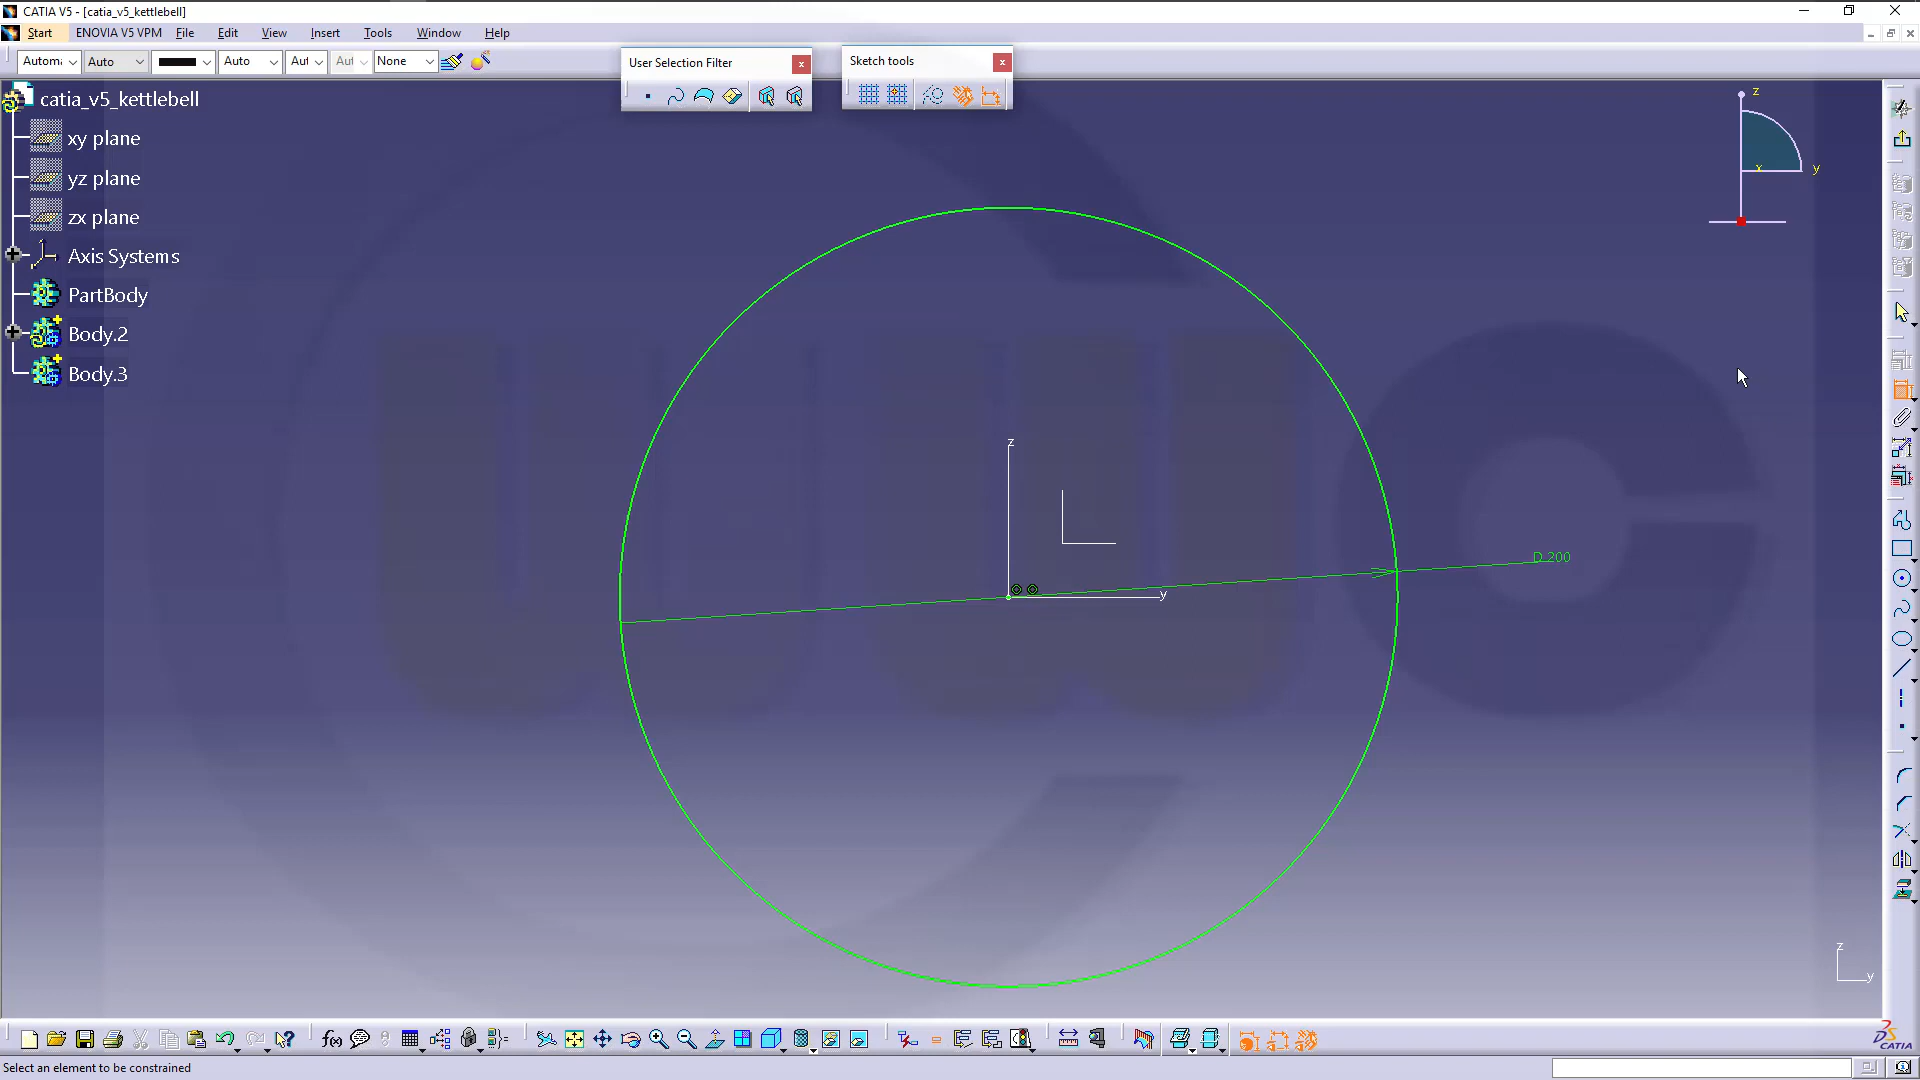 CATIA V5 - [catia_v5_kettlebell]
Start ENOVIA V5 VPM File Edit View Insert Tools Window Help
Auto Auto None
User Selection Filter
Sketch tools
catia_v5_kettlebell
xy plane
yz plane
zx plane
Axis Systems
PartBody
Body.2
Body.3
z
x
y
z
y
D 200
z
y
f(x)
CATIA
Select an element to be constrained